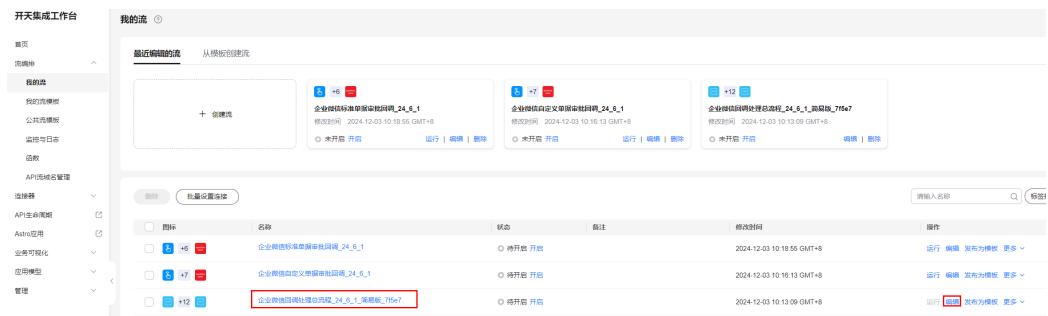 开天集成工作台
首页
流编排
我的流
我的流模板
公共流模板
监控与日志
函数
API流域名管理
连接器
API生命周期
Astro应用
业务可视化
应用模型
管理
我的流
最近编辑的流 从模板创建流
+ 创建流
+6
企业微信标准单据审批回调_24_6_1
修改时间 2024-12-03 10:18:55 GMT+8
未开启 开启 运行 | 编辑 | 删除
+7
企业微信自定义单据审批回调_24_6_1
修改时间 2024-12-03 10:16:13 GMT+8
未开启 开启 运行 | 编辑 | 删除
+12
企业微信回调处理总流程_24_6_1_简易版_7f5e7
修改时间 2024-12-03 10:13:09 GMT+8
未开启 开启 编辑 | 删除
删除 批量设置连接 请输入名称
图标 名称 状态 备注 修改时间 操作
+6 企业微信标准单据审批回调_24_6_1 待开启 开启 2024-12-03 10:18:55 GMT+8 运行 编辑 发布为模板 更多
+7 企业微信自定义单据审批回调_24_6_1 待开启 开启 2024-12-03 10:16:13 GMT+8 运行 编辑 发布为模板 更多
+12 企业微信回调处理总流程_24_6_1_简易版_7f5e7 待开启 开启 2024-12-03 10:13:09 GMT+8 运行 编辑 发布为模板 更多